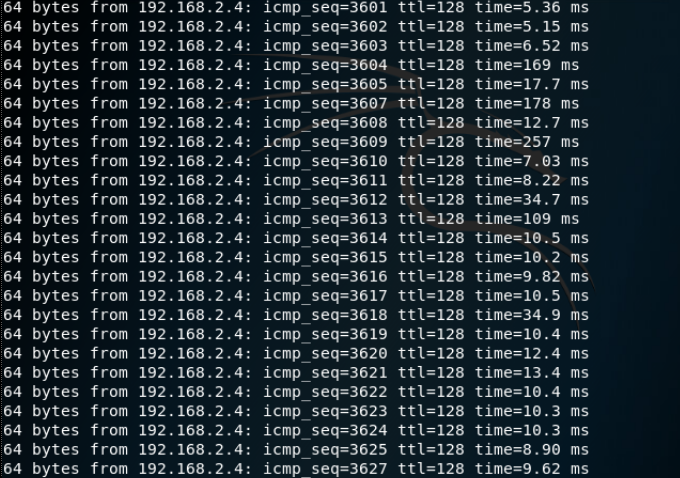 64 bytes from 192.168.2.4: icmp_seq=3601 ttl=128 time=5.36 ms
64 bytes from 192.168.2.4: icmp_seq=3602 ttl=128 time=5.15 ms
64 bytes from 192.168.2.4: icmp_seq=3603 ttl=128 time=6.52 ms
64 bytes from 192.168.2.4: icmp_seq=3604 ttl=128 time=169 ms
64 bytes from 192.168.2.4: icmp_seq=3605 ttl=128 time=17.7 ms
64 bytes from 192.168.2.4: icmp_seq=3607 ttl=128 time=178 ms
64 bytes from 192.168.2.4: icmp_seq=3608 ttl=128 time=12.7 ms
64 bytes from 192.168.2.4: icmp_seq=3609 ttl=128 time=257 ms
64 bytes from 192.168.2.4: icmp_seq=3610 ttl=128 time=7.03 ms
64 bytes from 192.168.2.4: icmp_seq=3611 ttl=128 time=8.22 ms
64 bytes from 192.168.2.4: icmp_seq=3612 ttl=128 time=34.7 ms
64 bytes from 192.168.2.4: icmp_seq=3613 ttl=128 time=109 ms
64 bytes from 192.168.2.4: icmp_seq=3614 ttl=128 time=10.5 ms
64 bytes from 192.168.2.4: icmp_seq=3615 ttl=128 time=10.2 ms
64 bytes from 192.168.2.4: icmp_seq=3616 ttl=128 time=9.82 ms
64 bytes from 192.168.2.4: icmp_seq=3617 ttl=128 time=10.5 ms
64 bytes from 192.168.2.4: icmp_seq=3618 ttl=128 time=34.9 ms
64 bytes from 192.168.2.4: icmp_seq=3619 ttl=128 time=10.4 ms
64 bytes from 192.168.2.4: icmp_seq=3620 ttl=128 time=12.4 ms
64 bytes from 192.168.2.4: icmp_seq=3621 ttl=128 time=13.4 ms
64 bytes from 192.168.2.4: icmp_seq=3622 ttl=128 time=10.4 ms
64 bytes from 192.168.2.4: icmp_seq=3623 ttl=128 time=10.3 ms
64 bytes from 192.168.2.4: icmp_seq=3624 ttl=128 time=10.3 ms
64 bytes from 192.168.2.4: icmp_seq=3625 ttl=128 time=8.90 ms
64 bytes from 192.168.2.4: icmp_seq=3627 ttl=128 time=9.62 ms